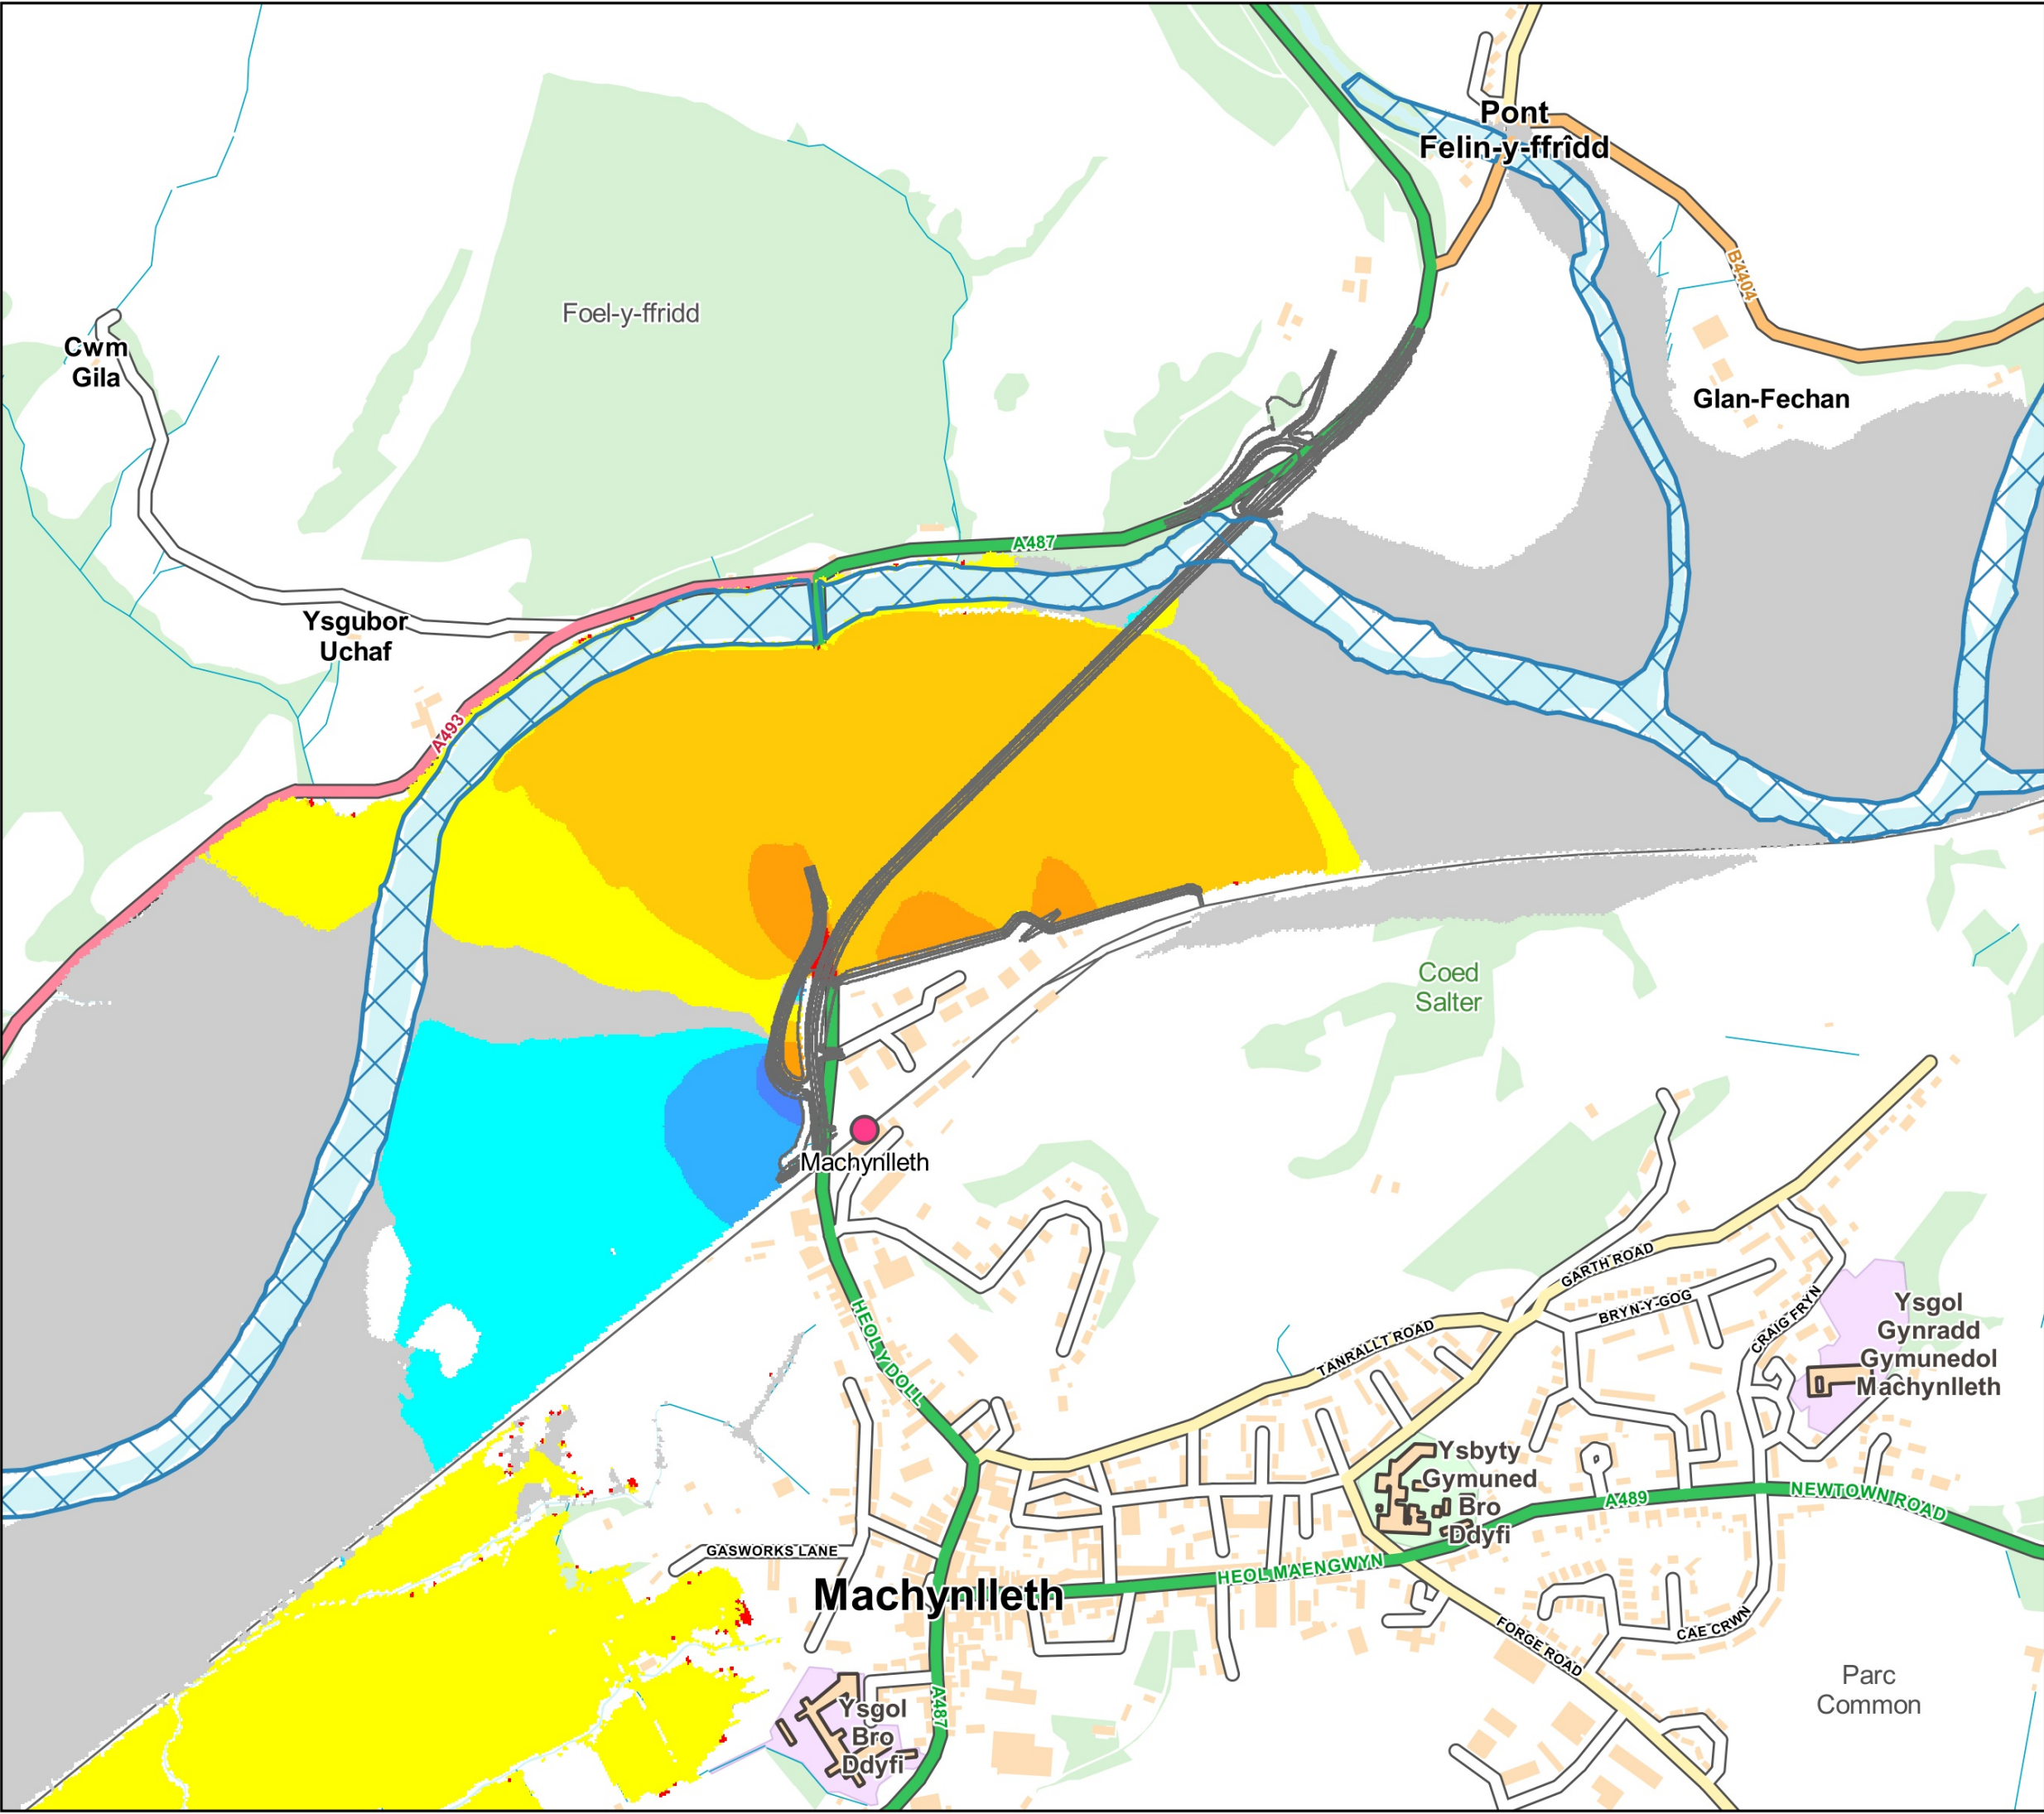 Pont
Felin-y-ffridd
B4404
Foel-y-ffridd
Cwm
Gila
Glan-Fechan
A487
Ysgubor
Uchaf
A493
Coed
Salter
Machynlleth
GARTH ROAD
BRYN-Y-GOG
CRAIG FRYN
Ysgol
Gynradd
Gymunedol
Machynlleth
HEOL Y DOLL
TANRALLT ROAD
Ysbyty
Gymuned
Bro
Ddyfi
A489
NEWTOWN ROAD
GASWORKS LANE
HEOL MAENGWYN
Machynlleth
FORGE ROAD
CAE CRWN
Parc
Common
A487
Ysgol
Bro
Ddyfi